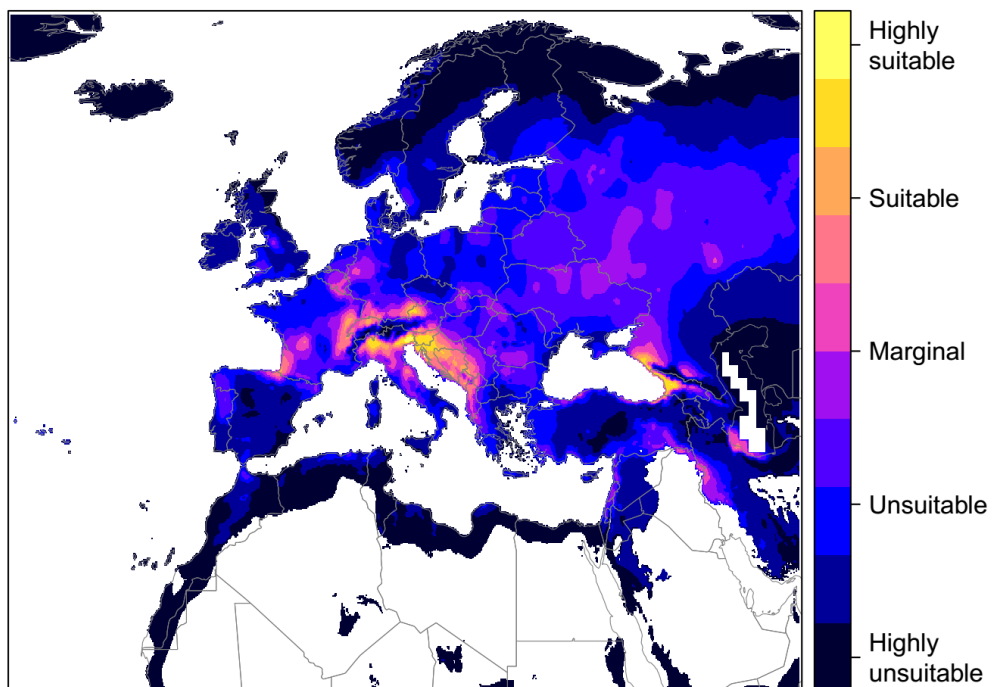 Highly
suitable
Suitable
Marginal
Unsuitable
Highly
unsuitable